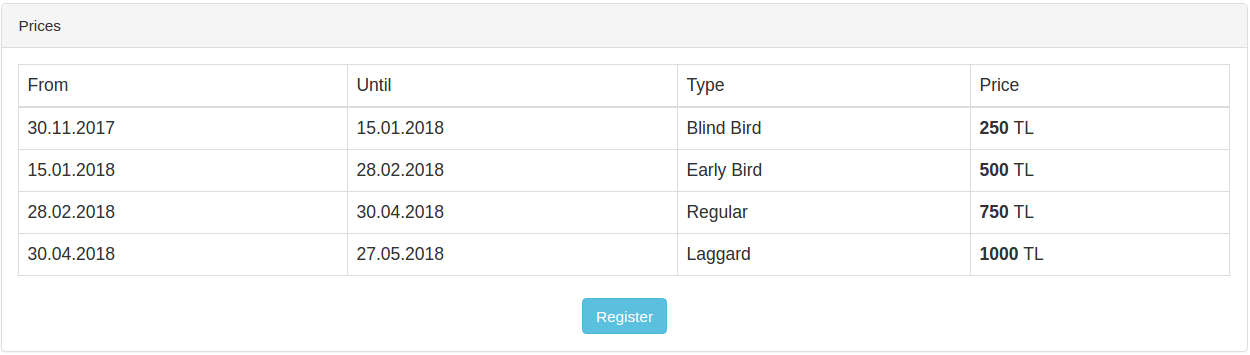 Prices
From Until Type Price
30.11.2017 15.01.2018 Blind Bird 250 TL
15.01.2018 28.02.2018 Early Bird 500 TL
28.02.2018 30.04.2018 Regular 750 TL
30.04.2018 27.05.2018 Laggard 1000 TL
Register